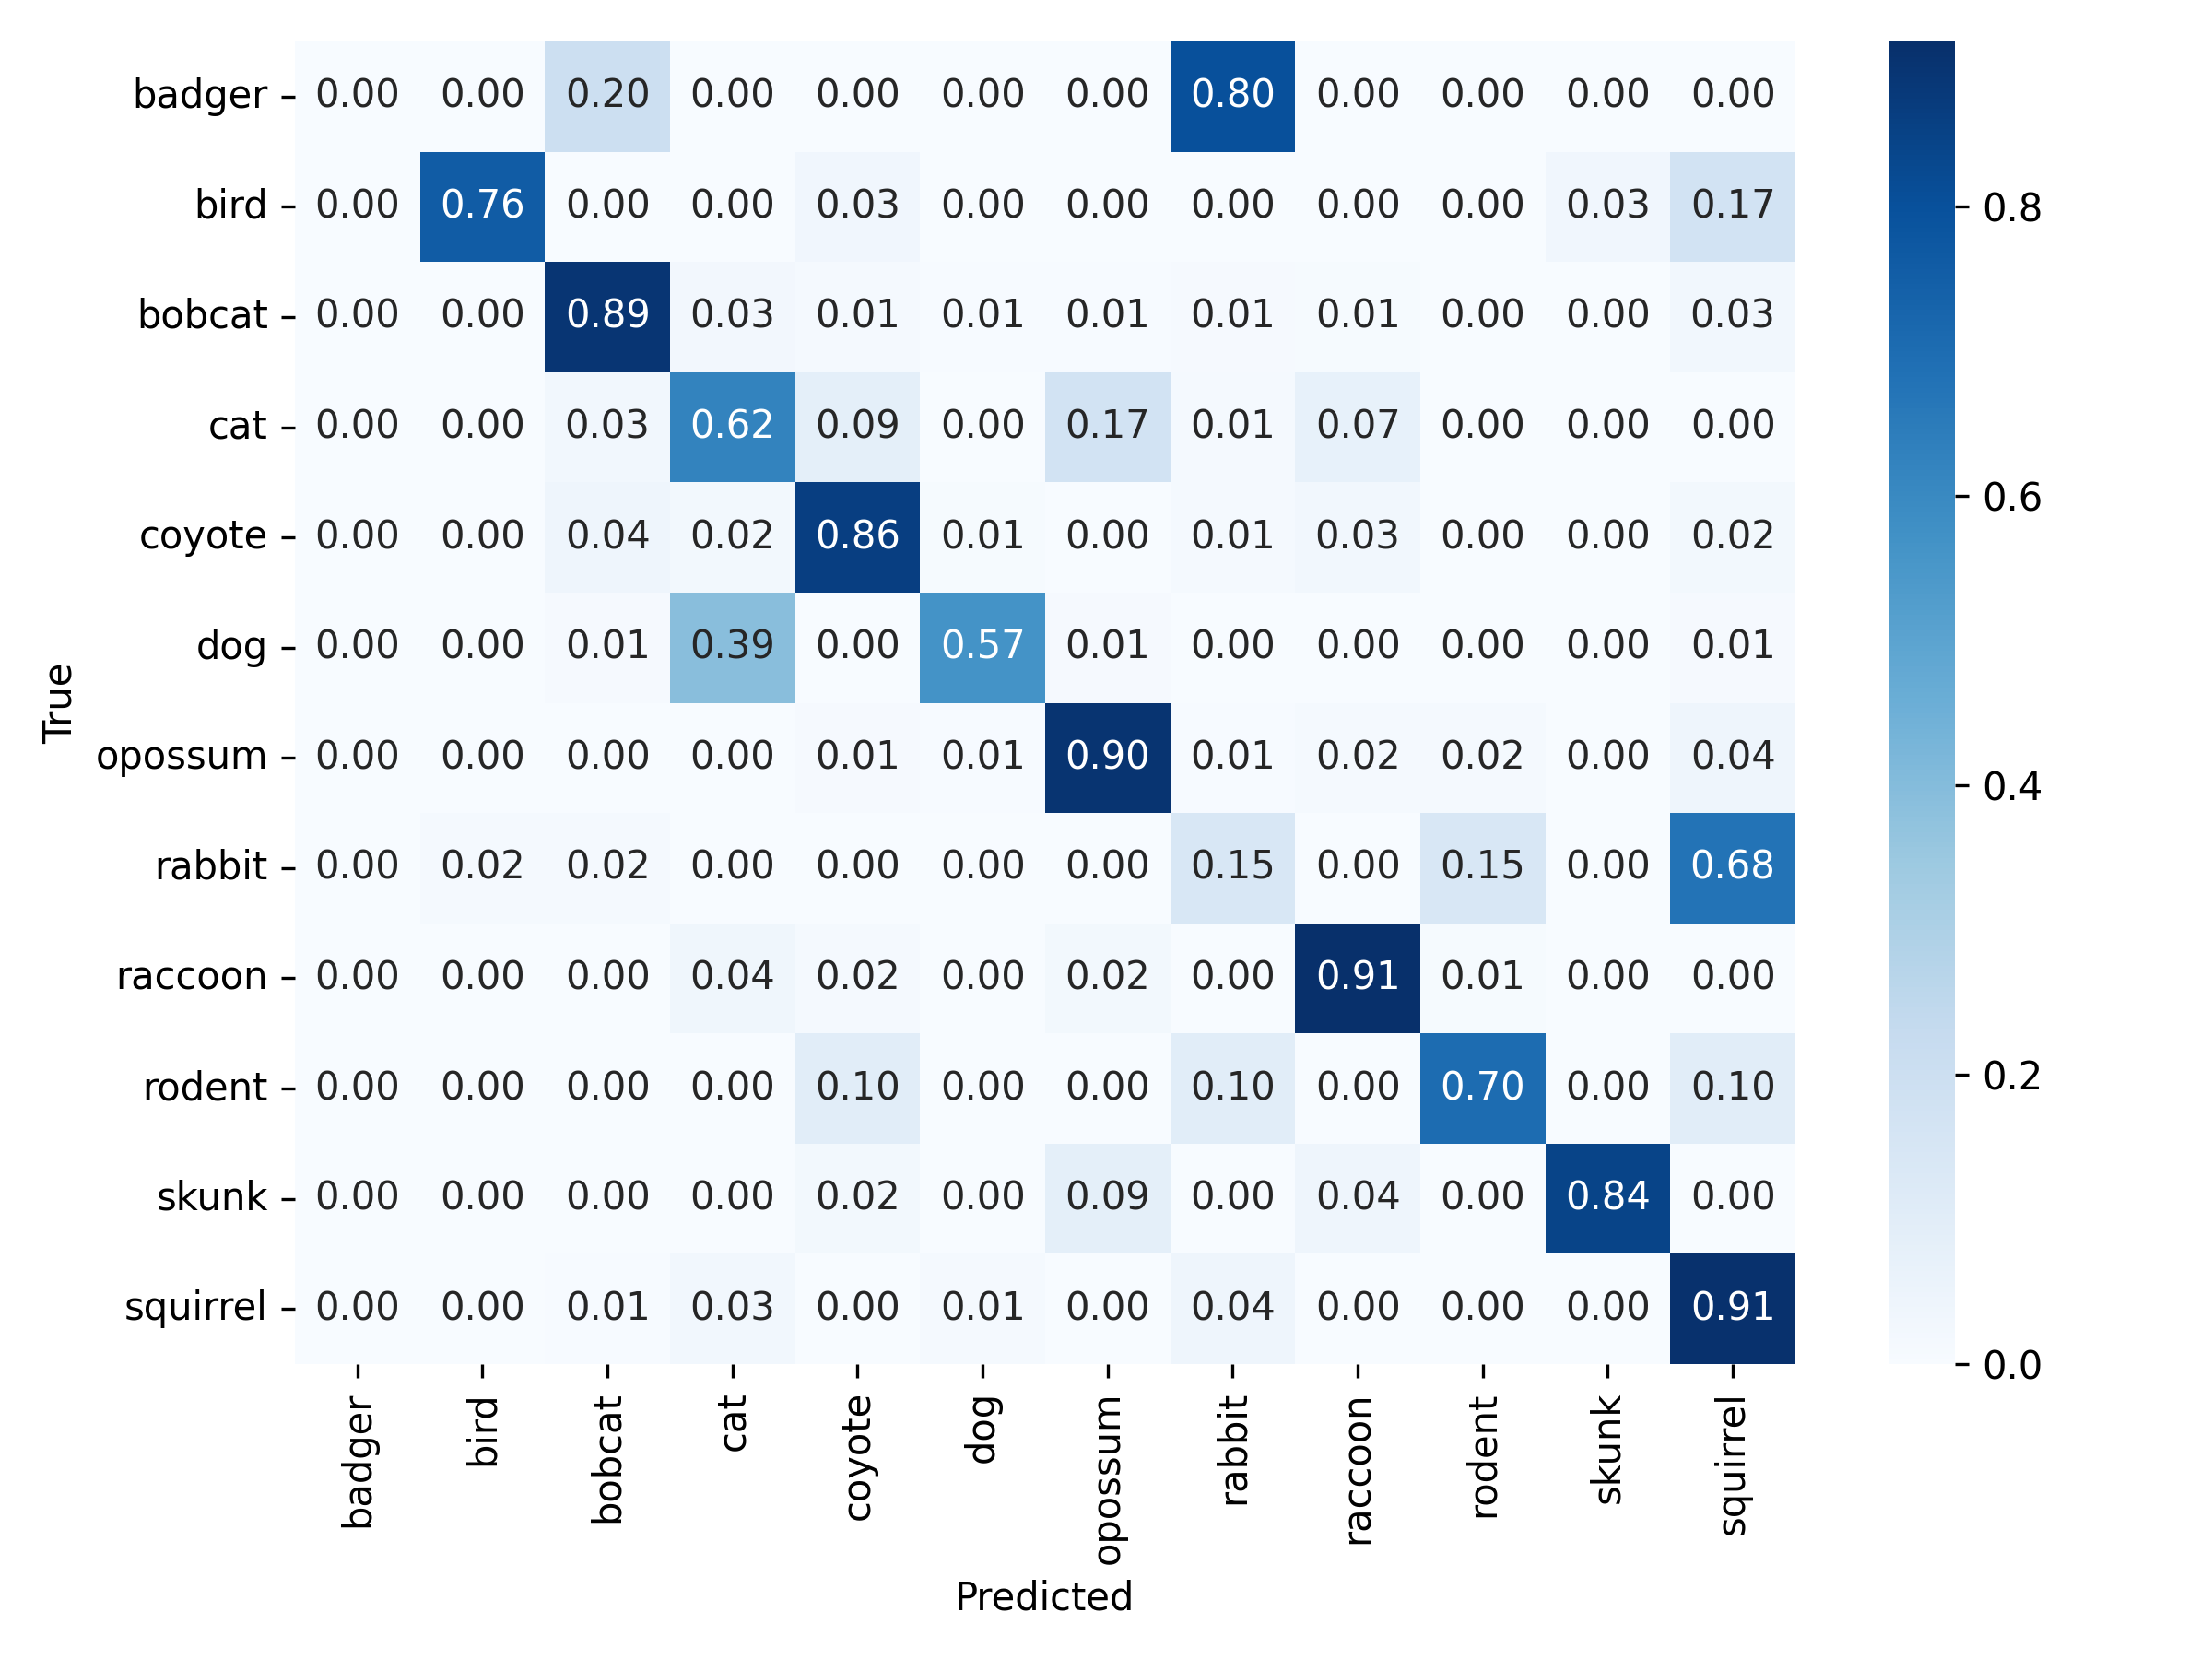 badger 0.00 0.00 0.20 0.00 0.00 0.00 0.00 0.80 0.00 0.00 0.00 0.00
bird 0.00 0.76 0.00 0.00 0.03 0.00 0.00 0.00 0.00 0.00 0.03 0.17 0.8
bobcat 0.00 0.00 0.89 0.03 0.01 0.01 0.01 0.01 0.01 0.00 0.00 0.03
cat 0.00 0.00 0.03 0.62 0.09 0.00 0.17 0.01 0.07 0.00 0.00 0.00
0.6
coyote 0.00 0.00 0.04 0.02 0.86 0.01 0.00 0.01 0.03 0.00 0.00 0.02
dog 0.00 0.00 0.01 0.39 0.00 0.57 0.01 0.00 0.00 0.00 0.00 0.01
True
opossum 0.00 0.00 0.00 0.00 0.01 0.01 0.90 0.01 0.02 0.02 0.00 0.04
0.4
rabbit 0.00 0.02 0.02 0.00 0.00 0.00 0.00 0.15 0.00 0.15 0.00 0.68
raccoon 0.00 0.00 0.00 0.04 0.02 0.00 0.02 0.00 0.91 0.01 0.00 0.00
rodent 0.00 0.00 0.00 0.00 0.10 0.00 0.00 0.10 0.00 0.70 0.00 0.10 0.2
skunk 0.00 0.00 0.00 0.00 0.02 0.00 0.09 0.00 0.04 0.00 0.84 0.00
squirrel 0.00 0.00 0.01 0.03 0.00 0.01 0.00 0.04 0.00 0.00 0.00 0.91
0.0
badger bird bobcat cat coyote dog opossum rabbit raccoon rodent skunk squirrel
Predicted